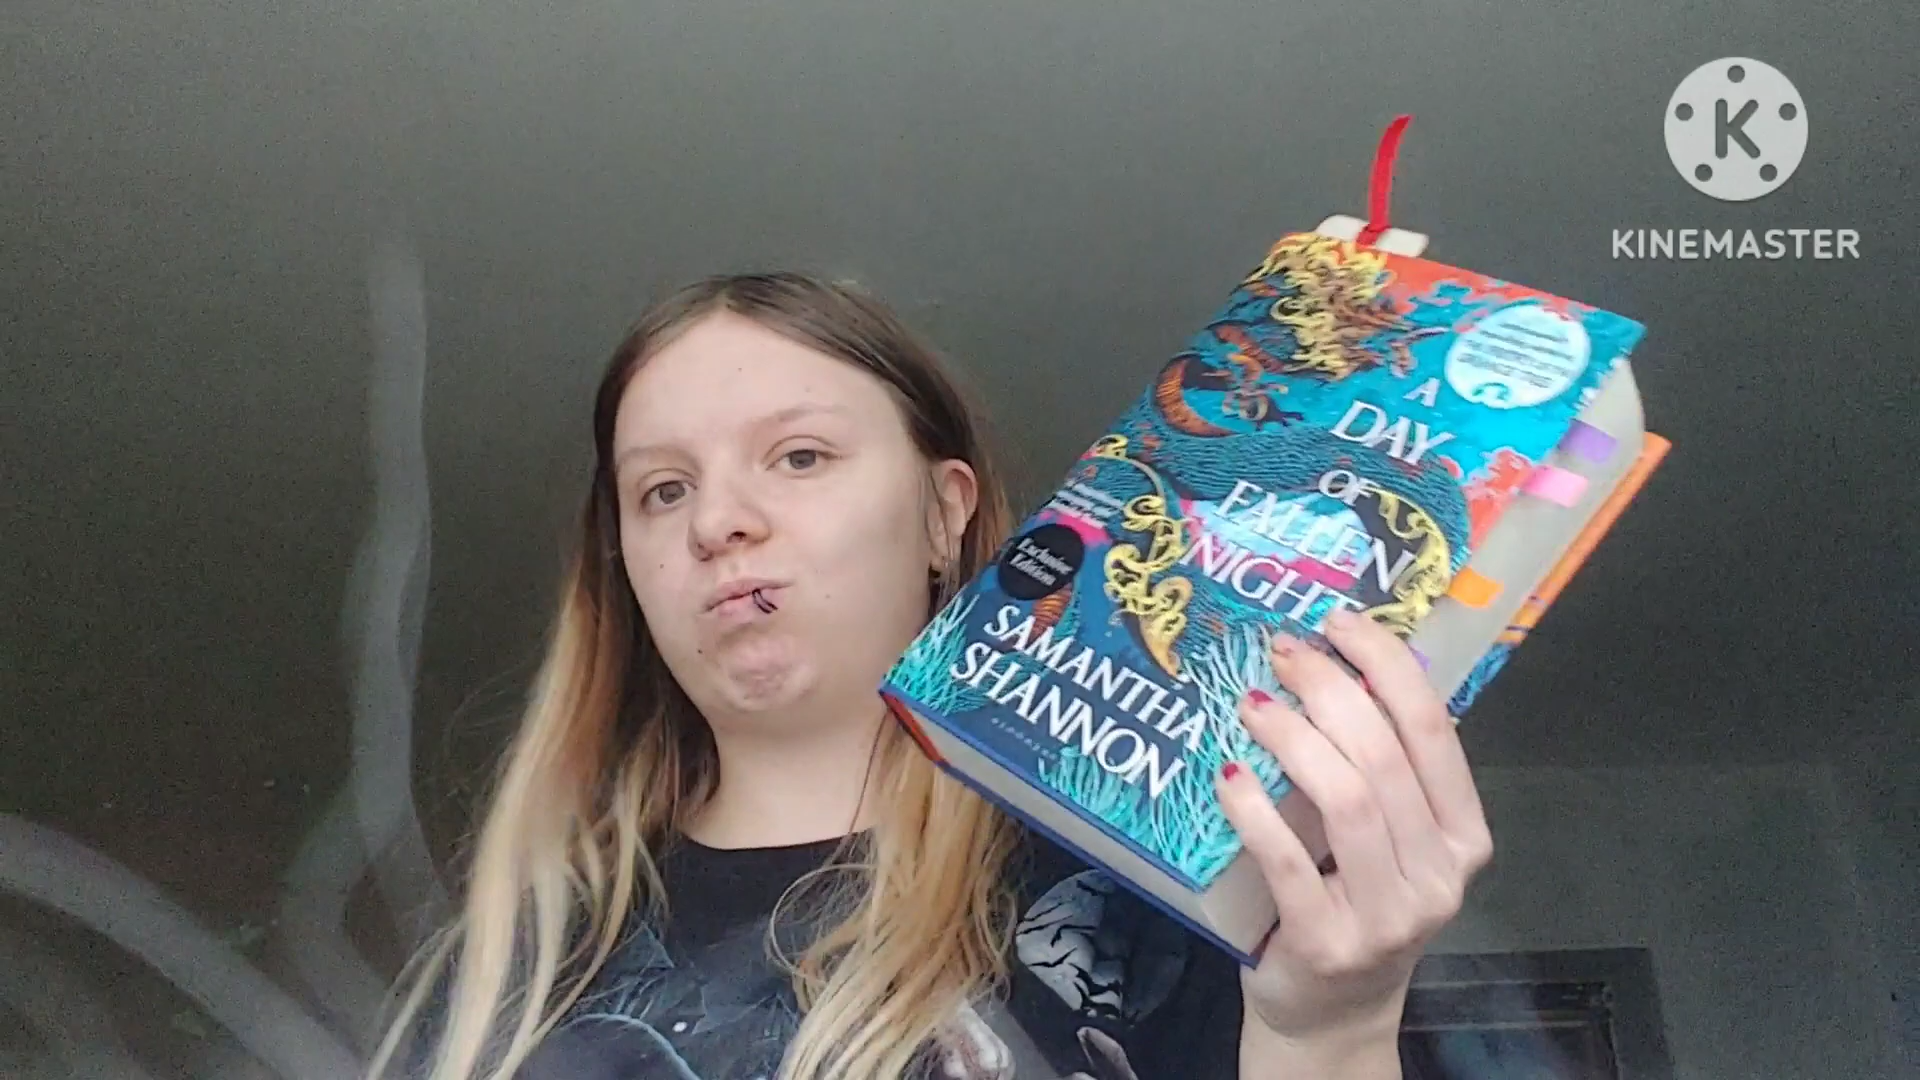 K
KINEMASTER
A
DAY
OF
FALLEN
NIGHT
Exclusive
Edition
SAMANTHA
SHANNON